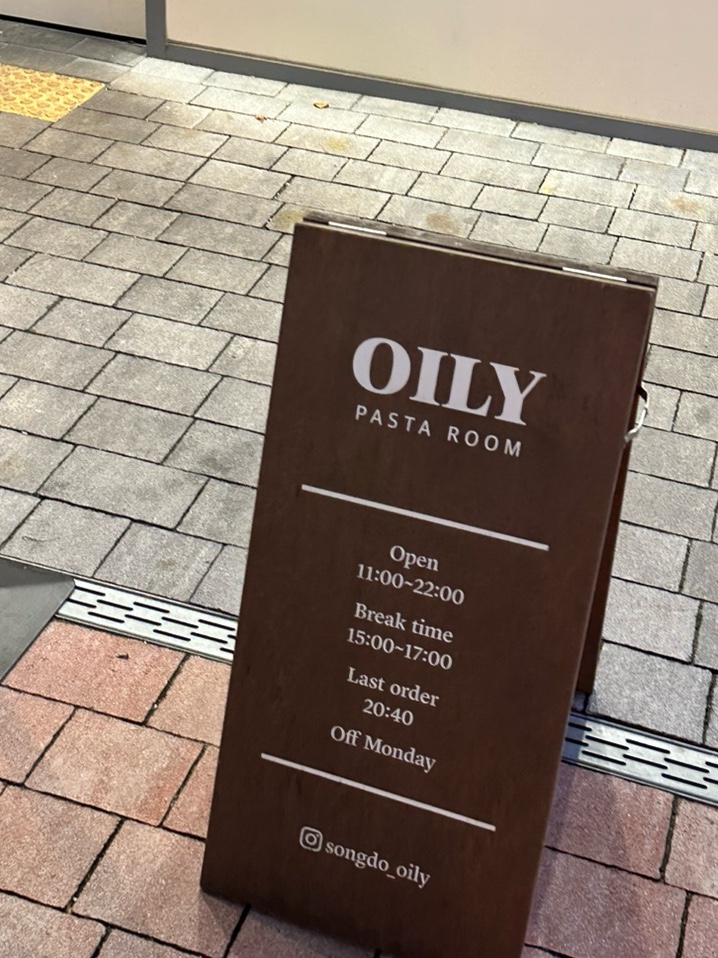 OILY
PASTA ROOM
Open
11:00~22:00
Break time
15:00~17:00
Last order
20:40
Off Monday
songdo_oily